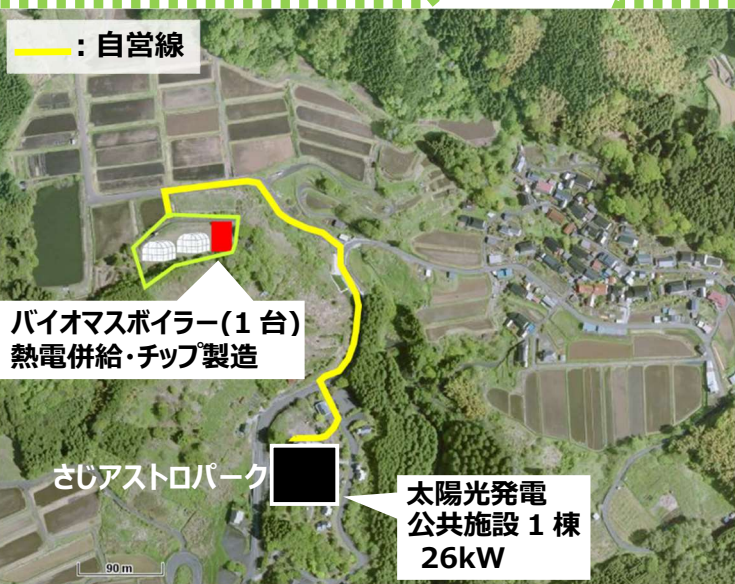 : 自営線
バイオマスボイラー(1 台)
熱電併給・チップ製造
さじアストロパーク
太陽光発電
公共施設 1 棟
26kW
90 m